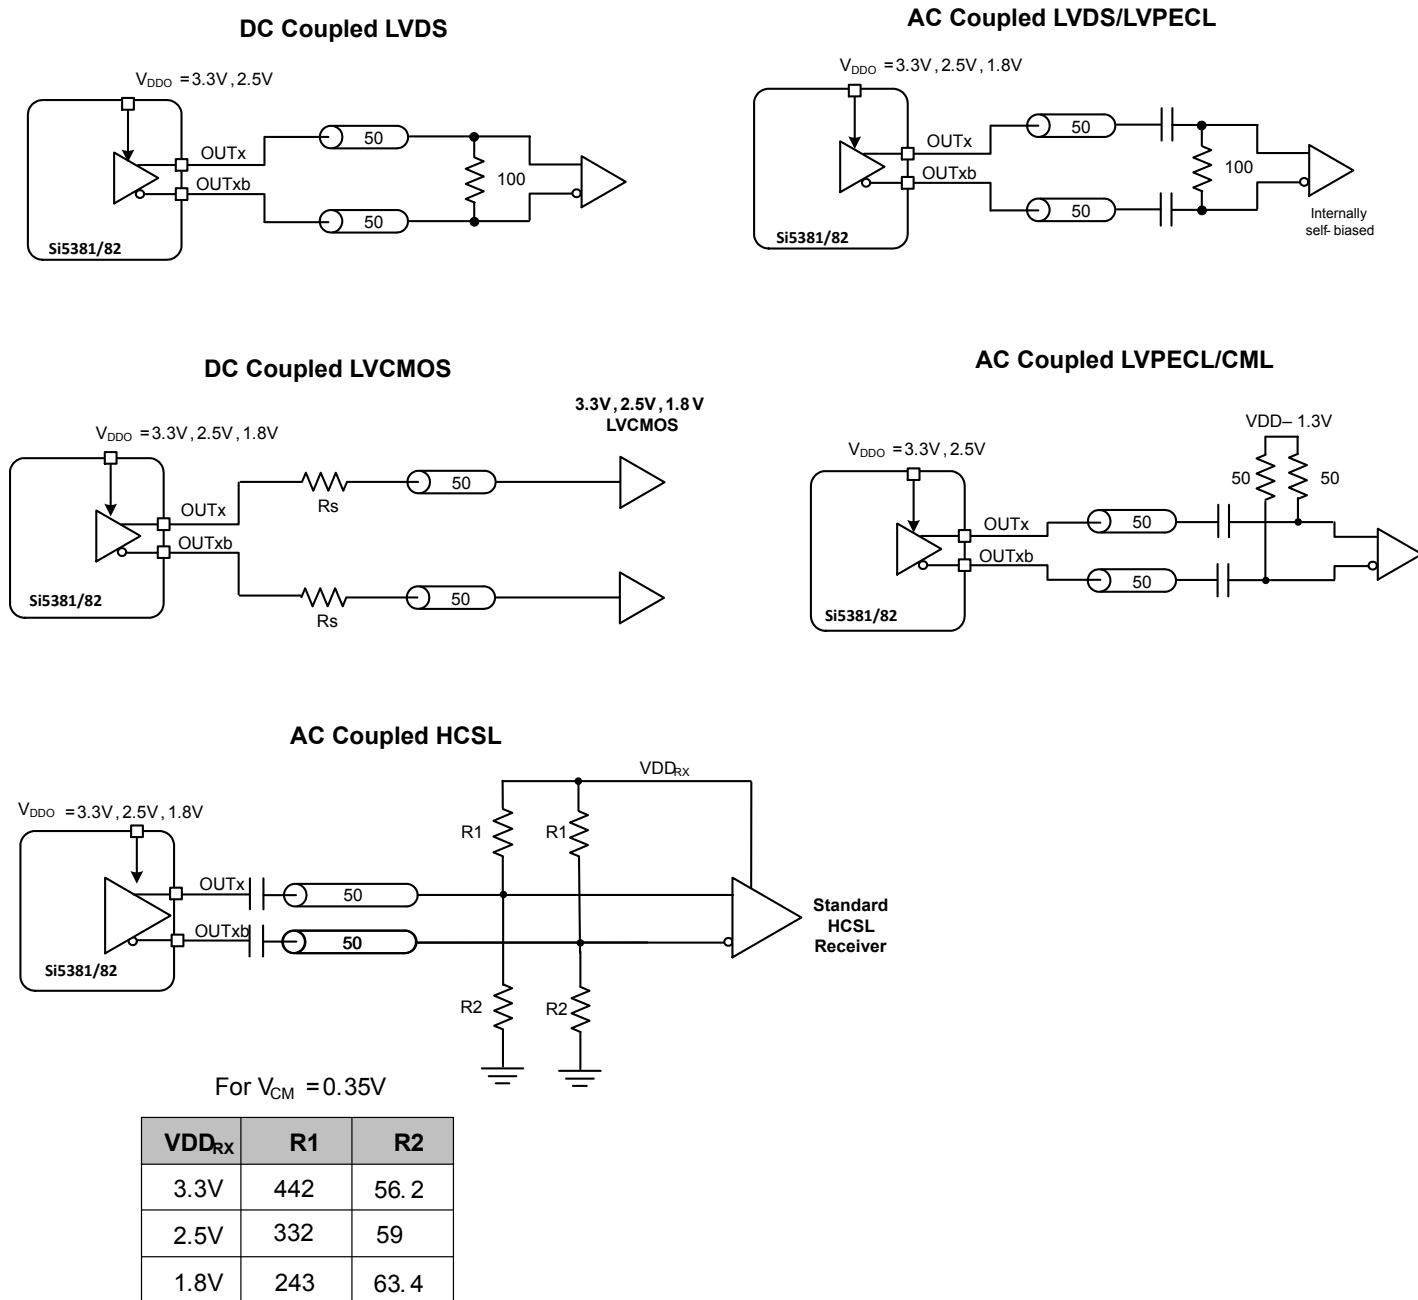 DC Coupled LVDS
VDDO =3.3V, 2.5V
OUTx
OUTxb
50
50
100
Si5381/82
AC Coupled LVDS/LVPECL
VDDO =3.3V, 2.5V, 1.8V
OUTx
OUTxb
50
50
100
Internally
self- biased
Si5381/82
DC Coupled LVCMOS
3.3V, 2.5V, 1.8 V
LVCMOS
VDDO =3.3V, 2.5V, 1.8V
OUTx
OUTxb
Rs
50
Rs
50
Si5381/82
AC Coupled LVPECL/CML
VDD– 1.3V
VDDO =3.3V, 2.5V
50
50
OUTx
OUTxb
50
50
Si5381/82
AC Coupled HCSL
VDDRX
VDDO =3.3V, 2.5V, 1.8V
R1
R1
OUTx
50
OUTxb
50
Standard
HCSL
Receiver
Si5381/82
R2
R2
For VCM =0.35V
VDDRX R1 R2
3.3V 442 56. 2
2.5V 332 59
1.8V 243 63. 4